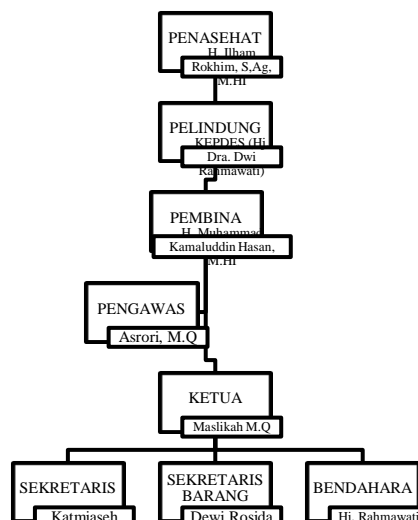 PENASEHAT
H. Ilham
Rokhim, S,Ag,
M.HI
PELINDUNG
KEPDES (Hj
Dra. Dwi
Rahmawati)
PEMBINA
H. Muhammad
Kamaluddin Hasan,
M.HI
PENGAWAS
Asrori, M.Q
KETUA
Maslikah M.Q
SEKRETARIS
Katmiaseh
SEKRETARIS
BARANG
Dewi Rosida
BENDAHARA
Hj. Rahmawati